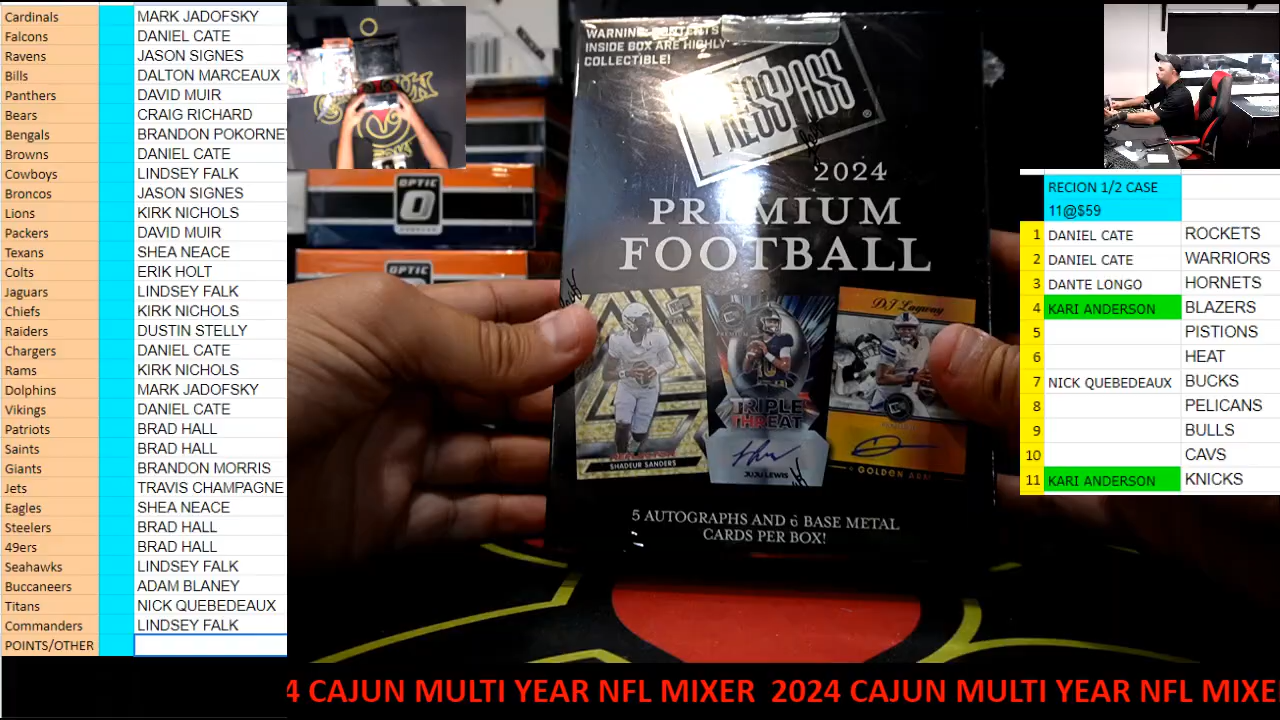 Cardinals MARK JADOFSKY
Falcons DANIEL CATE
Ravens JASON SIGNES
Bills DALTON MARCEAUX
Panthers DAVID MUIR
Bears CRAIG RICHARD
Bengals BRANDON POKORNE
Browns DANIEL CATE
Cowboys LINDSEY FALK
Broncos JASON SIGNES
Lions KIRK NICHOLS
Packers DAVID MUIR
Texans SHEA NEACE
Colts ERIK HOLT
Jaguars LINDSEY FALK
Chiefs KIRK NICHOLS
Raiders DUSTIN STELLY
Chargers DANIEL CATE
Rams KIRK NICHOLS
Dolphins MARK JADOFSKY
Vikings DANIEL CATE
Patriots BRAD HALL
Saints BRAD HALL
Giants BRANDON MORRIS
Jets TRAVIS CHAMPAGNE
Eagles SHEA NEACE
Steelers BRAD HALL
49ers BRAD HALL
Seahawks LINDSEY FALK
Buccaneers ADAM BLANEY
Titans NICK QUEBEDEAUX
Commanders LINDSEY FALK
POINTS/OTHER
WARNING CONTENTS
INSIDE BOX ARE HIGHLY
COLLECTIBLE!
PRESSPASS
2024
PREMIUM
FOOTBALL
OPTIC
OPTIC
SHADEUR SANDERS
TRIPLE
THREAT
JUJU LEWIS
DJ Lagway
GOLDEN ARM
5 AUTOGRAPHS AND 6 BASE METAL
CARDS PER BOX!
RECION 1/2 CASE
11@$59
1 DANIEL CATE ROCKETS
2 DANIEL CATE WARRIORS
3 DANTE LONGO HORNETS
4 KARI ANDERSON BLAZERS
5 PISTIONS
6 HEAT
7 NICK QUEBEDEAUX BUCKS
8 PELICANS
9 BULLS
10 CAVS
11 KARI ANDERSON KNICKS
4 CAJUN MULTI YEAR NFL MIXER 2024 CAJUN MULTI YEAR NFL MIXE